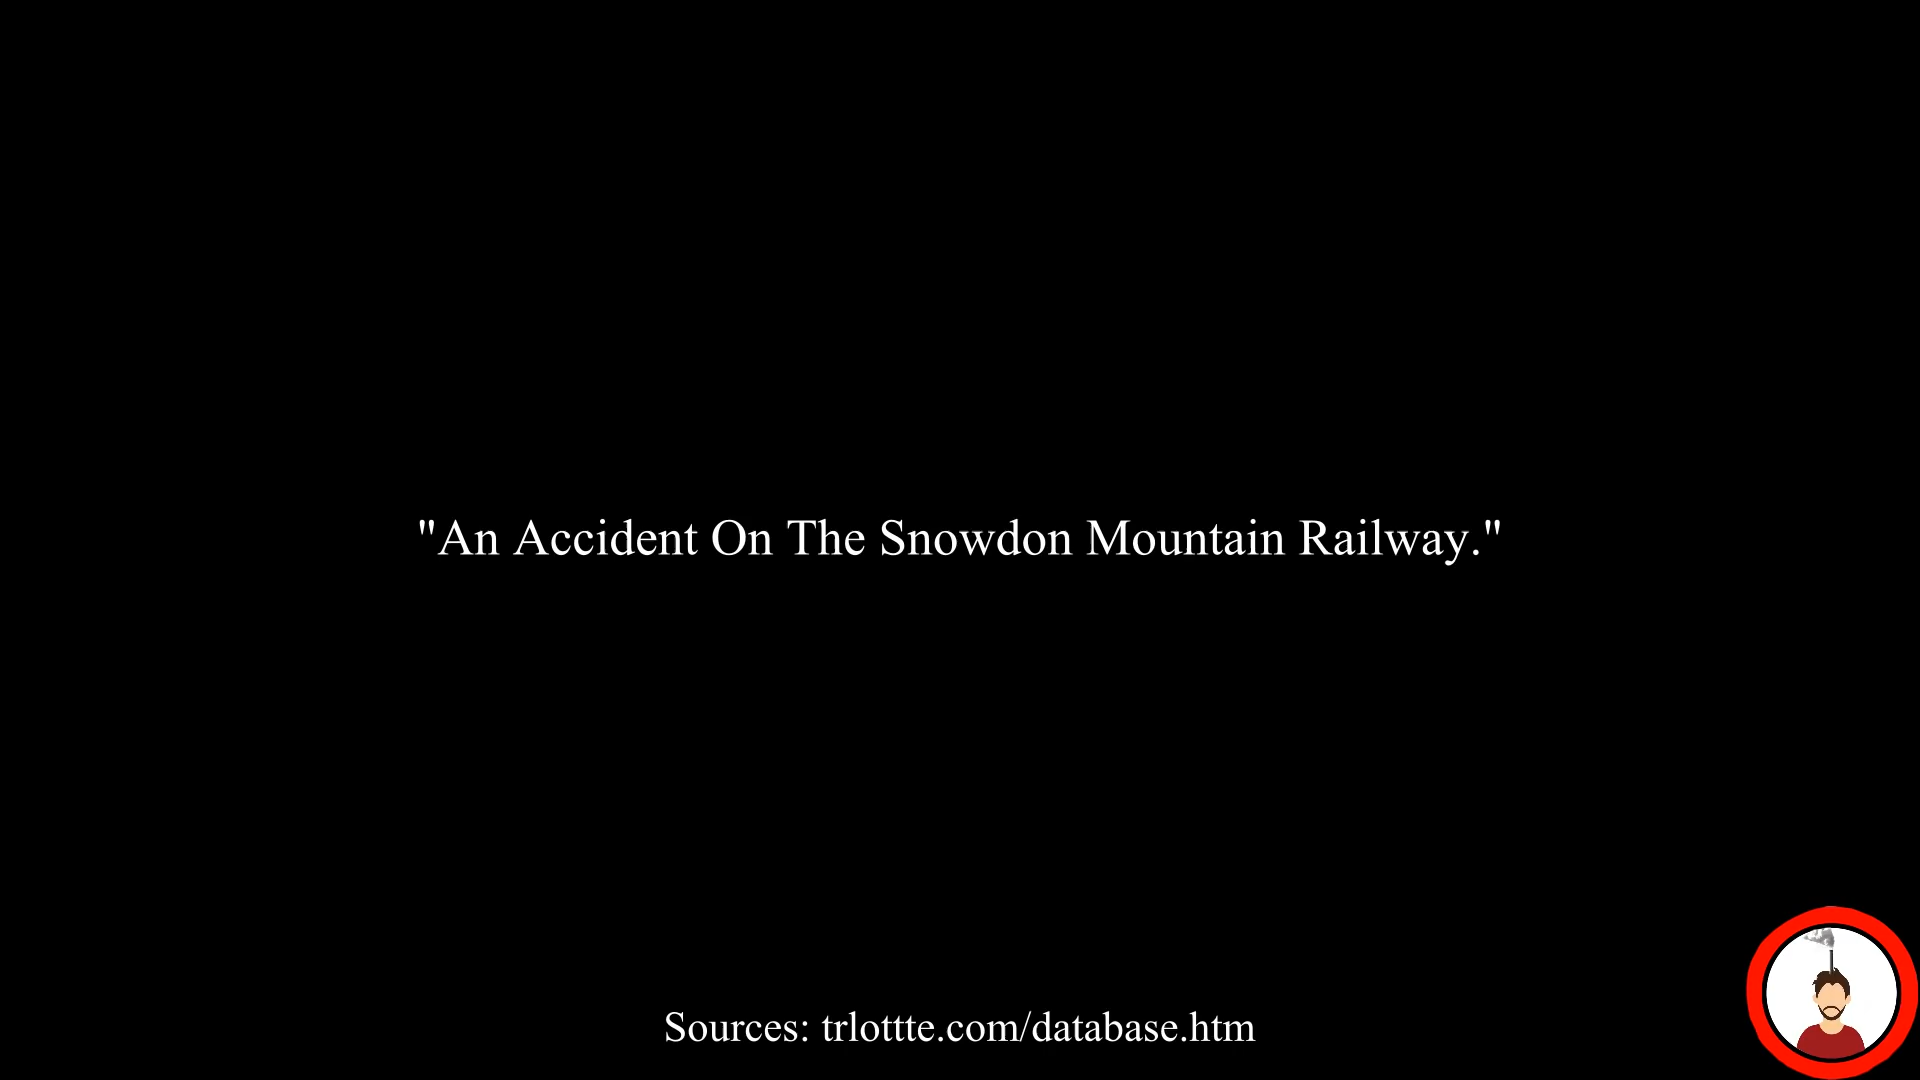 "An Accident On The Snowdon Mountain Railway."
Sources: trlottte.com/database.htm